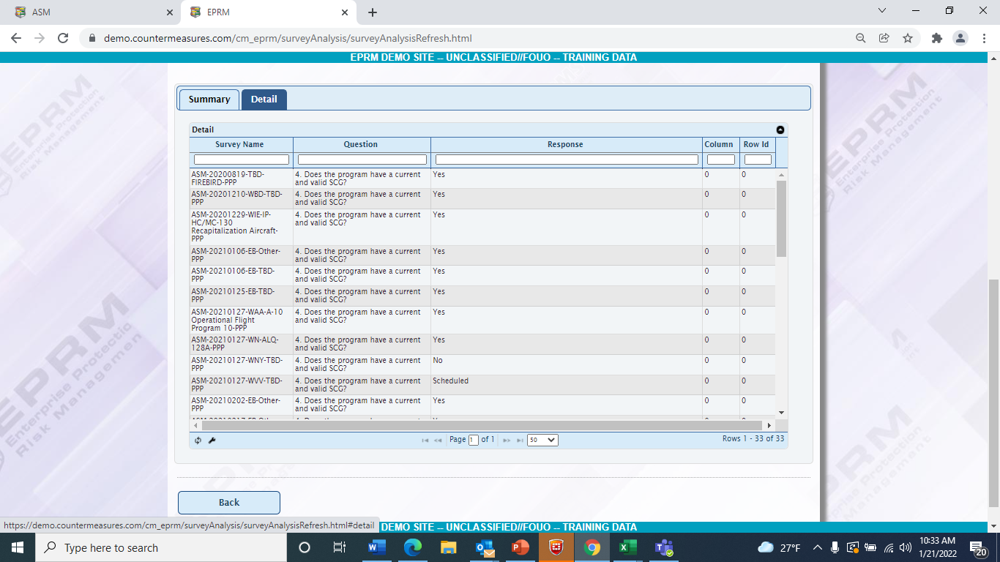 ASM
EPRM
demo.countermeasures.com/cm_eprm/surveyAnalysis/surveyAnalysisRefresh.html
EPRM DEMO SITE -- UNCLASSIFIED//FOUO -- TRAINING DATA
EPRM
Enterprise Protection
Risk Management
Summary
Detail
Detail
Survey Name Question Response Column Row Id
ASM-20200819-TBD- 4. Does the program have a current Yes 0 0
FIREBIRD-PPP and valid SCG?
ASM-20201210-WBD-TBD- 4. Does the program have a current Yes 0 0
PPP and valid SCG?
ASM-20201229-WIE-IP- 4. Does the program have a current Yes 0 0
HC/MC-130 and valid SCG?
Recapitalization Aircraft-
PPP
ASM-20210106-EB-Other- 4. Does the program have a current Yes 0 0
PPP and valid SCG?
ASM-20210106-EB-TBD- 4. Does the program have a current Yes 0 0
PPP and valid SCG?
ASM-20210125-EB-TBD- 4. Does the program have a current Yes 0 0
PPP and valid SCG?
ASM-20210127-WAA-A-10 4. Does the program have a current Yes 0 0
Operational Flight and valid SCG?
Program 10-PPP
ASM-20210127-WN-ALQ- 4. Does the program have a current Yes 0 0
128A-PPP and valid SCG?
ASM-20210127-WNY-TBD- 4. Does the program have a current No 0 0
PPP and valid SCG?
ASM-20210127-WVV-TBD- 4. Does the program have a current Scheduled 0 0
PPP and valid SCG?
ASM-20210202-EB-Other- 4. Does the program have a current Yes 0 0
PPP and valid SCG?
Page 1 of 1 50 Rows 1 - 33 of 33
Back
https://demo.countermeasures.com/cm_eprm/surveyAnalysis/surveyAnalysisRefresh.html#detail
DEMO SITE -- UNCLASSIFIED//FOUO -- TRAINING DATA
Type here to search
27°F
10:33 AM
1/21/2022
20